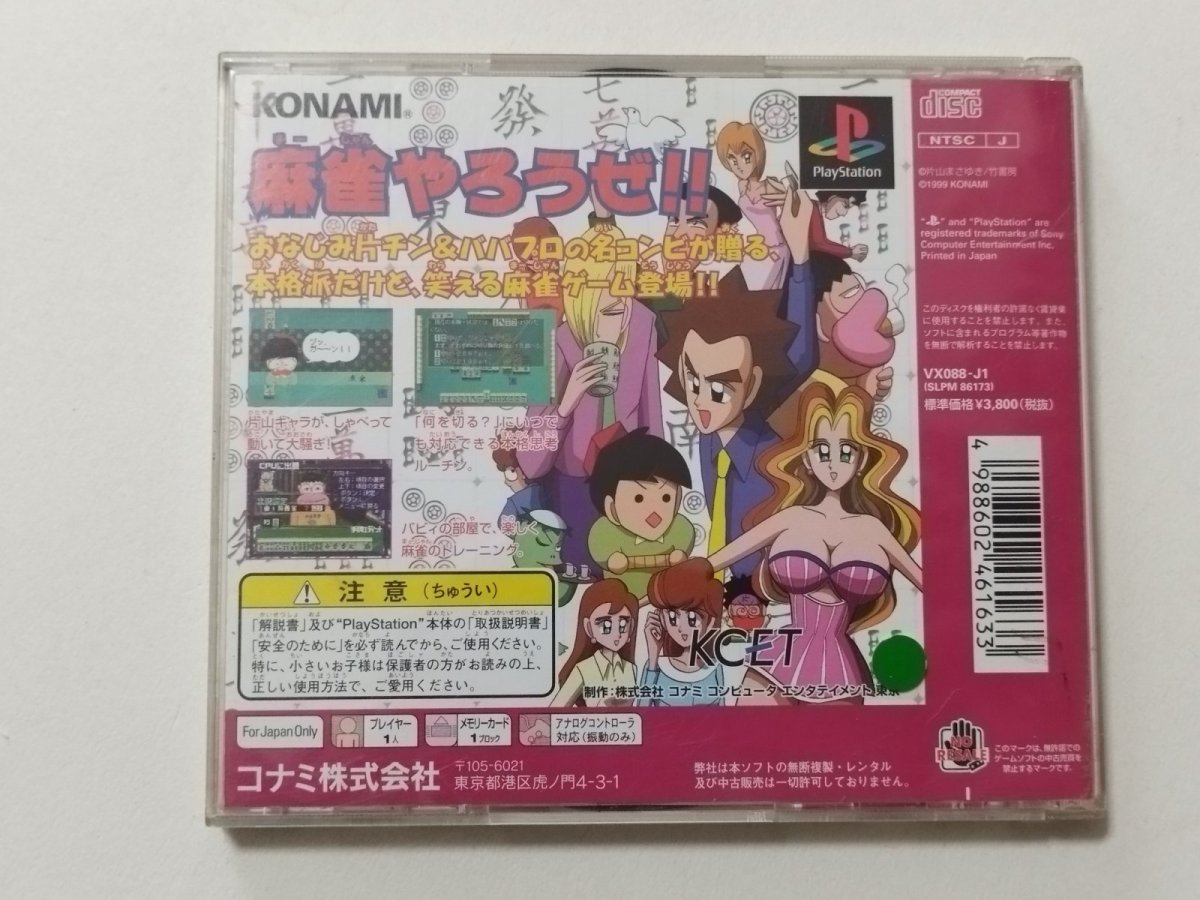 KONAMI®
麻雀やろうぜ!!
おなじみ片チン&ババプロの名コンビが贈る、
本格派だけど、笑える麻雀ゲーム登場!!
片山キャラが、しゃべって
動いて大騒ぎ!
「何を切る?」にいつで
も対応できる本格思考
ルーチン。
CPUに出題
バビィの部屋で、楽しく
麻雀のトレーニング。
發
東
南
注意(ちゅうい)
「解説書」及び"PlayStation"本体の「取扱説明書」
「安全のために」を必ず読んでから、ご使用ください。
特に、小さいお子様は保護者の方がお読みの上、
正しい使用方法で、ご愛用ください。
KCET
制作:株式会社 コナミ コンピュータ エンタテイメント 東京
For Japan Only
プレイヤー
1人
メモリーカード
1ブロック
アナログコントローラ
対応(振動のみ)
コナミ株式会社
〒105-6021
東京都港区虎ノ門4-3-1
弊社は本ソフトの無断複製・レンタル
及び中古販売は一切許可しておりません。
PlayStation
COMPACT
disc
NTSC J
©片山まさゆき/竹書房
©1999 KONAMI
" " and "PlayStation" are
registered trademarks of Sony
Computer Entertainment Inc.
Printed in Japan
このディスクを権利者の許諾なく賃貸業
に使用することを禁止します。また、
ソフトに含まれるプログラム等著作物
を無断で解析することを禁止します。
VX088-J1
(SLPM 86173)
標準価格¥3,800(税抜)
4988602461633
NO
RESALE
このマークは、無許諾での
ゲームソフトの中古売買を
禁止するマークです。